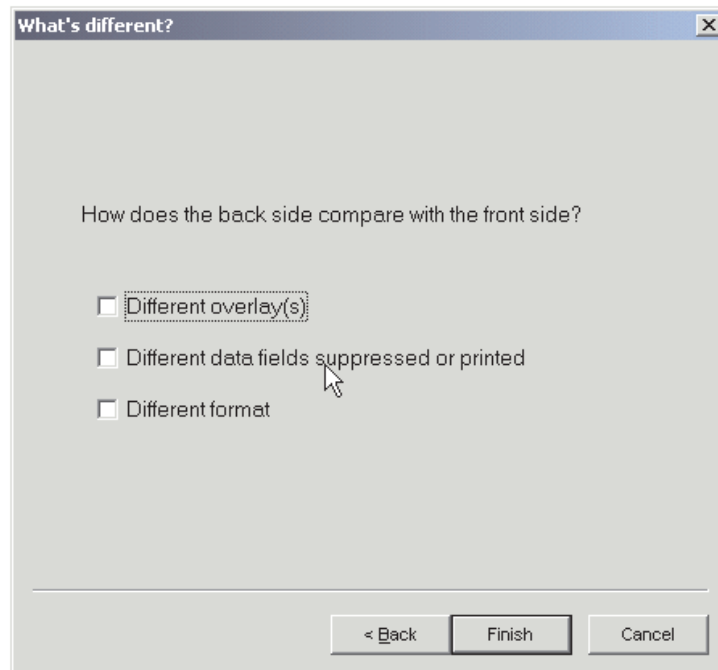 What's different?
How does the back side compare with the front side?
Different overlay(s)
Different data fields suppressed or printed
Different format
< Back
Finish
Cancel